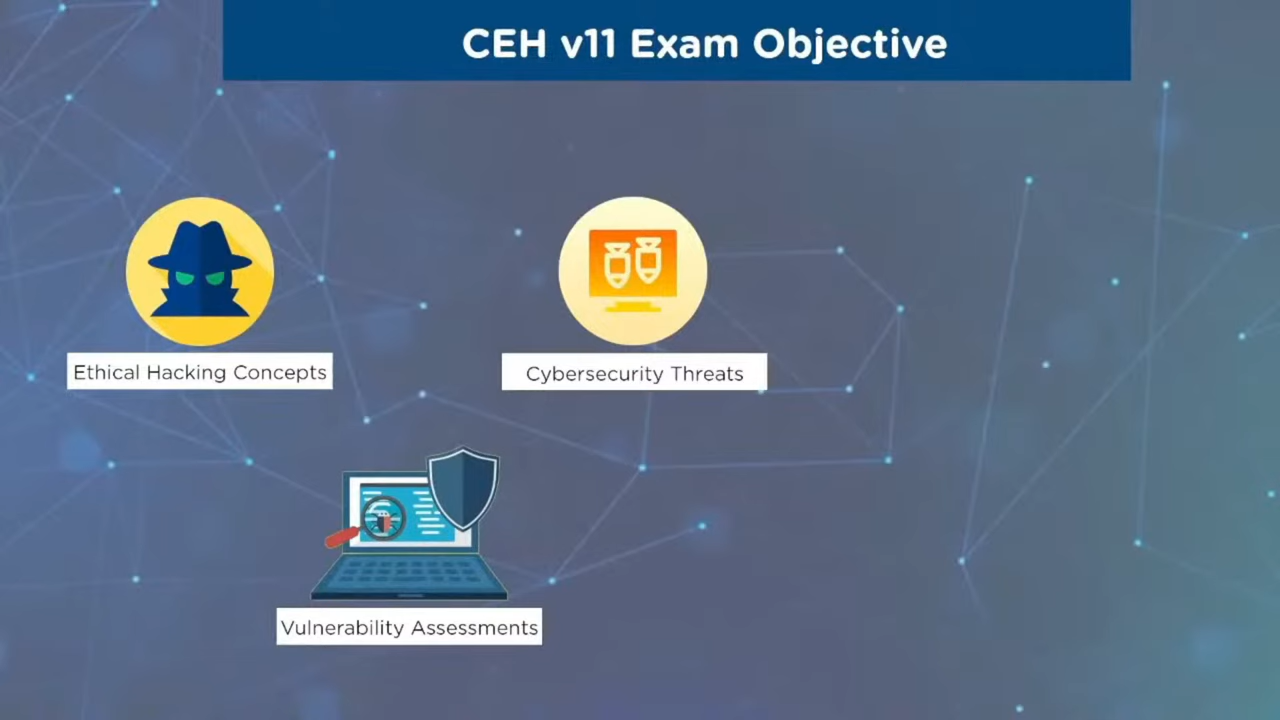 CEH v11 Exam Objective
Ethical Hacking Concepts
Cybersecurity Threats
Vulnerability Assessments